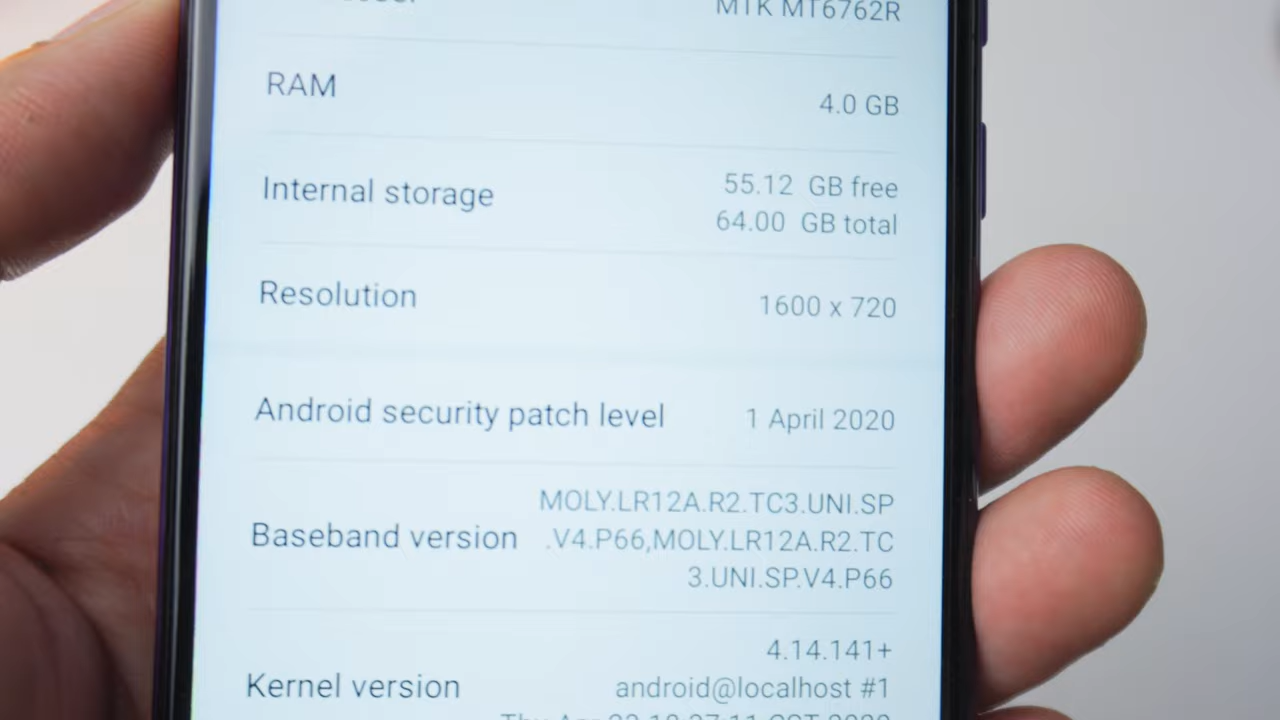 MTK MT6762R
RAM
4.0 GB
Internal storage
55.12 GB free
64.00 GB total
Resolution
1600 x 720
Android security patch level
1 April 2020
Baseband version
MOLY.LR12A.R2.TC3.UNI.SP
.V4.P66,MOLY.LR12A.R2.TC
3.UNI.SP.V4.P66
Kernel version
4.14.141+
android@localhost #1